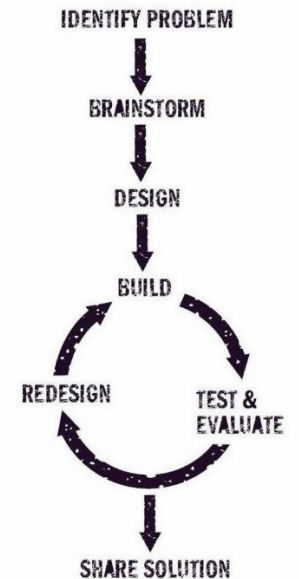 IDENTIFY PROBLEM
BRAINSTORM
DESIGN
BUILD
REDESIGN
TEST &
EVALUATE
SHARE SOLUTION